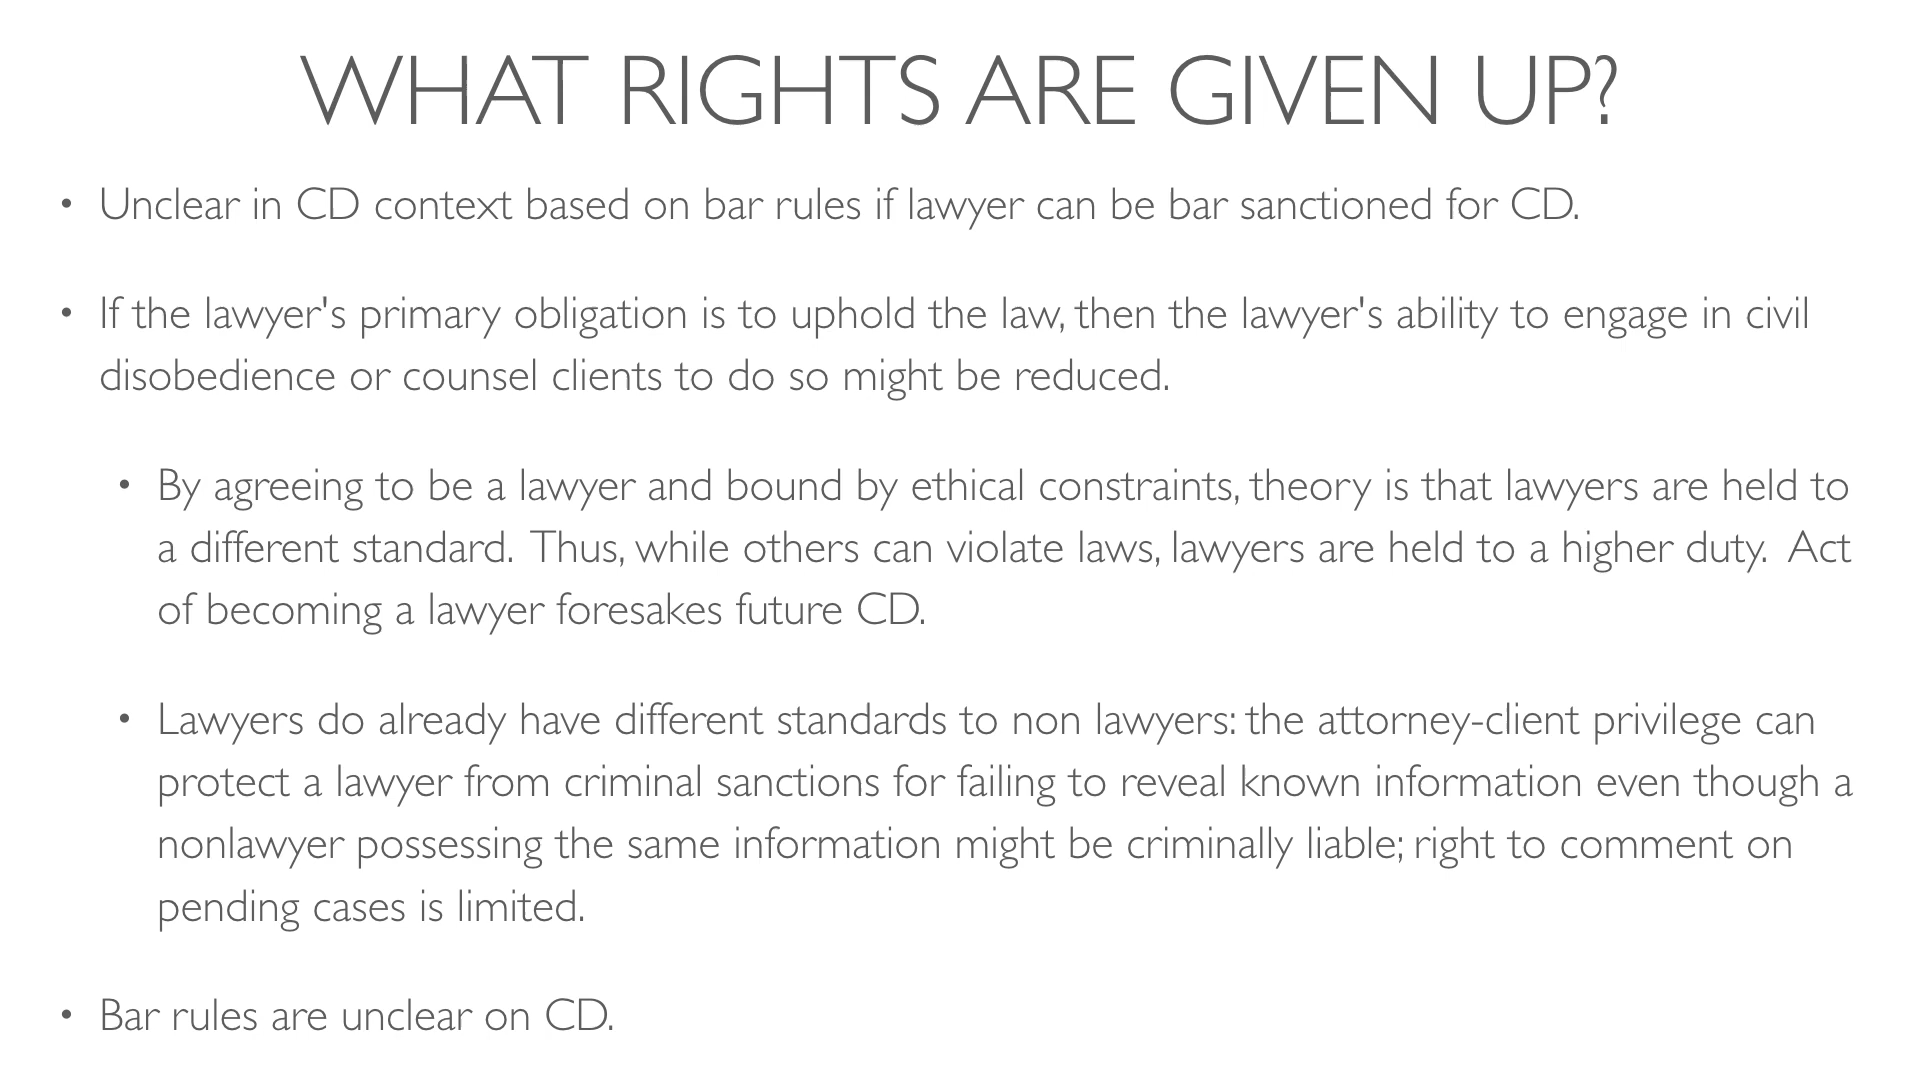 WHAT RIGHTS ARE GIVEN UP?
• Unclear in CD context based on bar rules if lawyer can be bar sanctioned for CD.
• If the lawyer's primary obligation is to uphold the law, then the lawyer's ability to engage in civil
disobedience or counsel clients to do so might be reduced.
• By agreeing to be a lawyer and bound by ethical constraints, theory is that lawyers are held to
a different standard.  Thus, while others can violate laws, lawyers are held to a higher duty.  Act
of becoming a lawyer foresakes future CD.
• Lawyers do already have different standards to non lawyers: the attorney-client privilege can
protect a lawyer from criminal sanctions for failing to reveal known information even though a
nonlawyer possessing the same information might be criminally liable; right to comment on
pending cases is limited.
• Bar rules are unclear on CD.